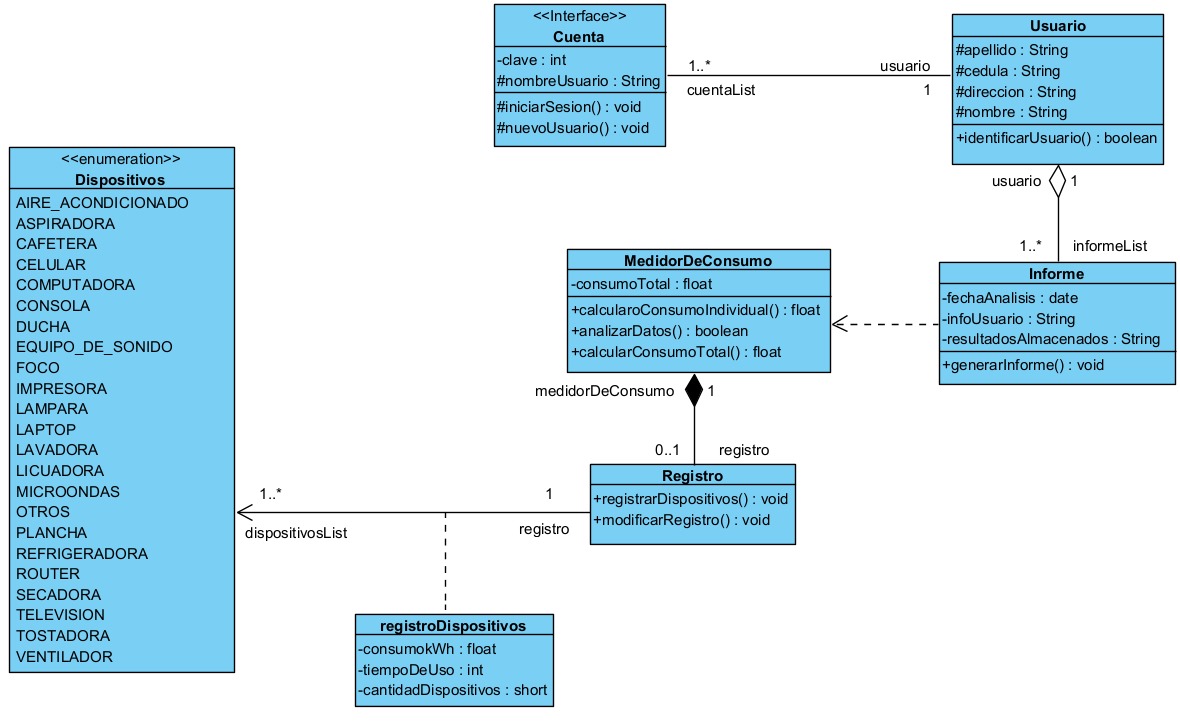 <<Interface>>
Cuenta
-clave : int
#nombreUsuario : String
#iniciarSesion() : void
#nuevoUsuario() : void
1..*
cuentaList
usuario
1
Usuario
#apellido : String
#cedula : String
#direccion : String
#nombre : String
+identificarUsuario() : boolean
usuario
1
1..*
informeList
Informe
-fechaAnalisis : date
-infoUsuario : String
-resultadosAlmacenados : String
+generarInforme() : void
MedidorDeConsumo
-consumoTotal : float
+calcularoConsumoIndividual() : float
+analizarDatos() : boolean
+calcularConsumoTotal() : float
medidorDeConsumo
1
0..1
registro
Registro
+registrarDispositivos() : void
+modificarRegistro() : void
1
registro
1..*
dispositivosList
<<enumeration>>
Dispositivos
AIRE_ACONDICIONADO
ASPIRADORA
CAFETERA
CELULAR
COMPUTADORA
CONSOLA
DUCHA
EQUIPO_DE_SONIDO
FOCO
IMPRESORA
LAMPARA
LAPTOP
LAVADORA
LICUADORA
MICROONDAS
OTROS
PLANCHA
REFRIGERADORA
ROUTER
SECADORA
TELEVISION
TOSTADORA
VENTILADOR
registroDispositivos
-consumokWh : float
-tiempoDeUso : int
-cantidadDispositivos : short